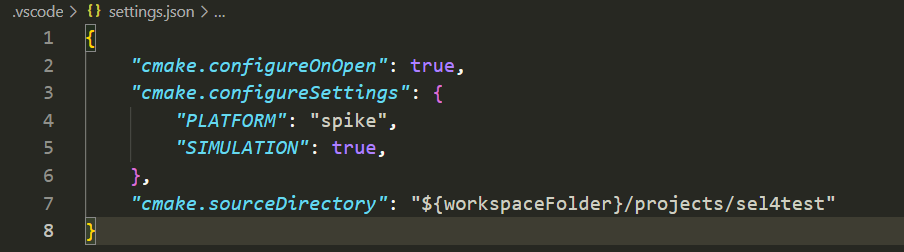 .vscode > {} settings.json > ...
1 {
2 "cmake.configureOnOpen": true,
3 "cmake.configureSettings": {
4 "PLATFORM": "spike",
5 "SIMULATION": true,
6 },
7 "cmake.sourceDirectory": "${workspaceFolder}/projects/sel4test"
8 }